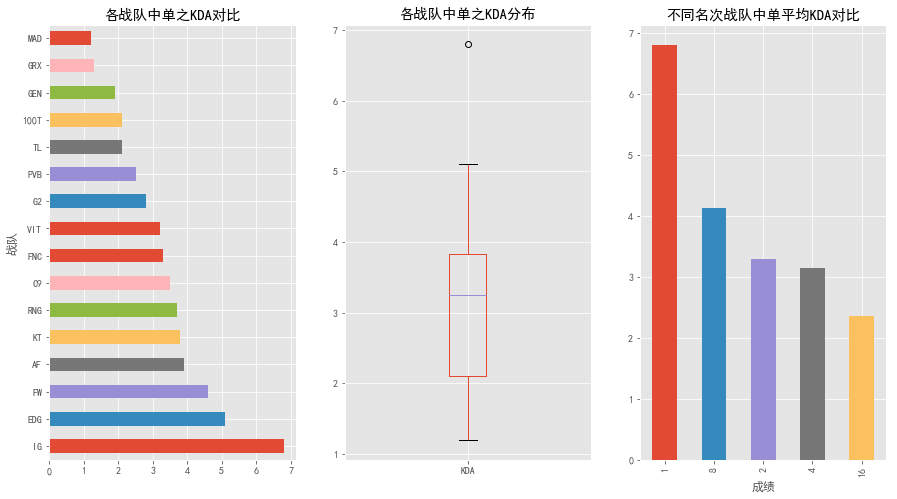 各战队中单之KDA对比
战队
MAD
GRX
GEN
100T
TL
PVB
G2
VIT
FNC
C9
RNG
KT
AF
FW
EDG
IG
0 1 2 3 4 5 6 7
各战队中单之KDA分布
7
6
5
4
3
2
1
KDA
不同名次战队中单平均KDA对比
7
6
5
4
3
2
1
0
1 8 2 4 16
成绩